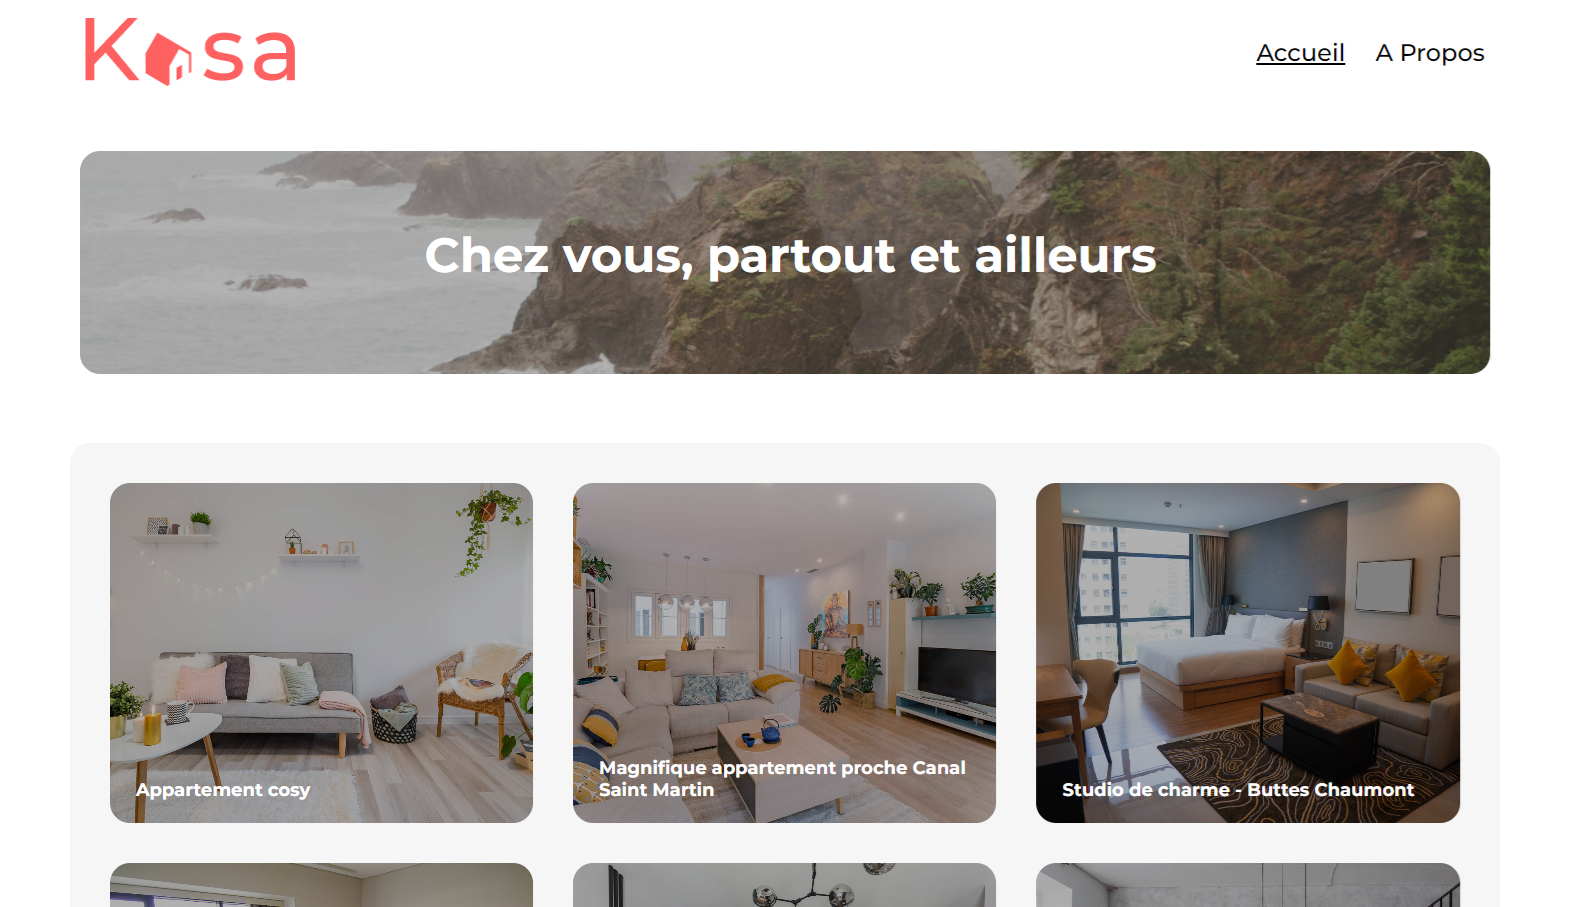 Kasa
Accueil A Propos
Chez vous, partout et ailleurs
Appartement cosy
Magnifique appartement proche Canal
Saint Martin
Studio de charme - Buttes Chaumont